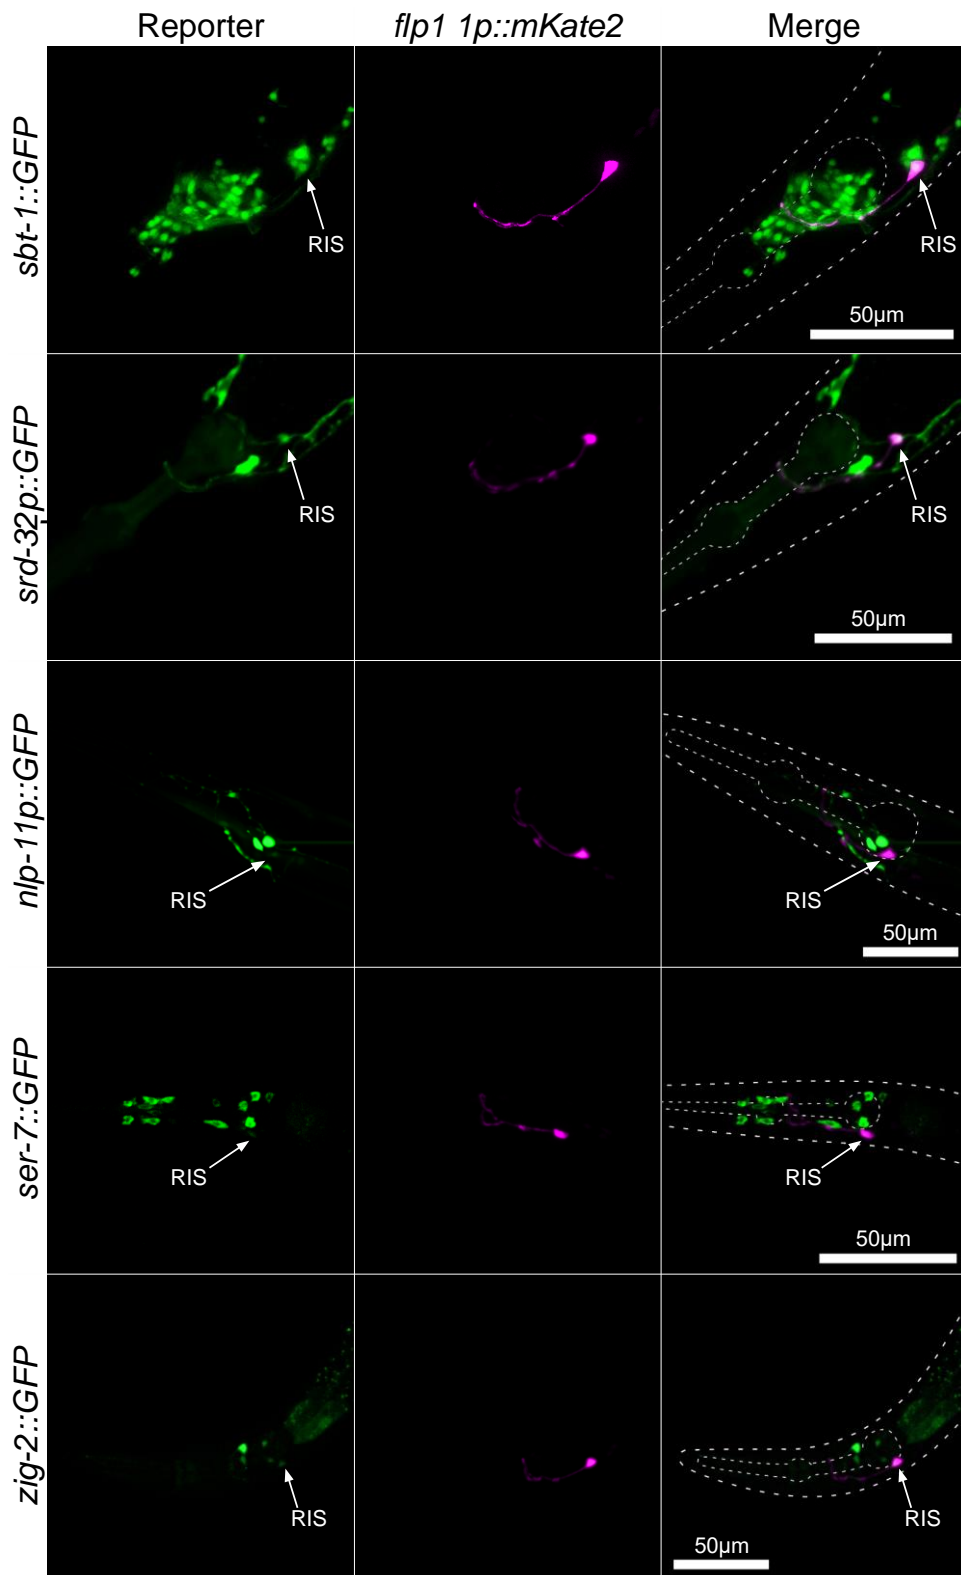 Reporter flp1 1p::mKate2 Merge
sbt-1::GFP
RIS
RIS
50µm
srd-32p::GFP
RIS
RIS
50µm
nlp-11p::GFP
RIS
RIS
50µm
ser-7::GFP
RIS
RIS
50µm
zig-2::GFP
RIS
RIS
50µm